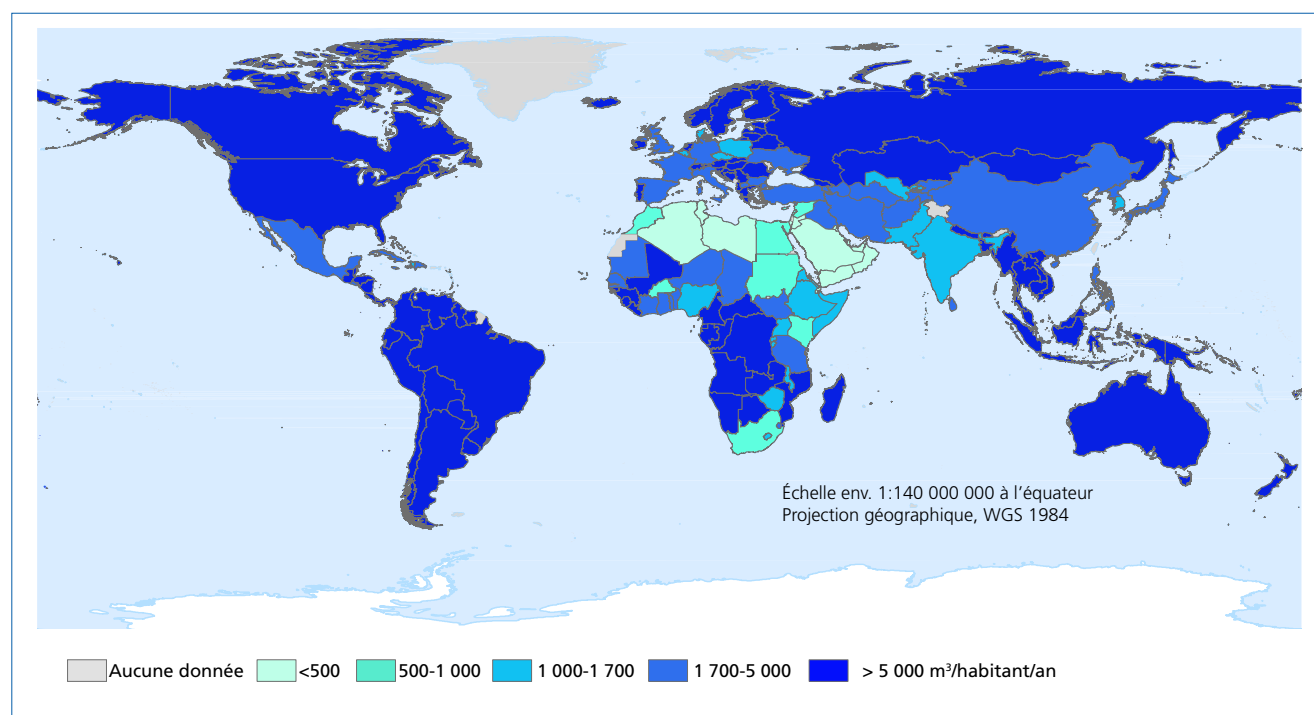 Échelle env. 1:140 000 000 à l’équateur
Projection géographique, WGS 1984
Aucune donnée <500 500-1 000 1 000-1 700 1 700-5 000 > 5 000 m³/habitant/an